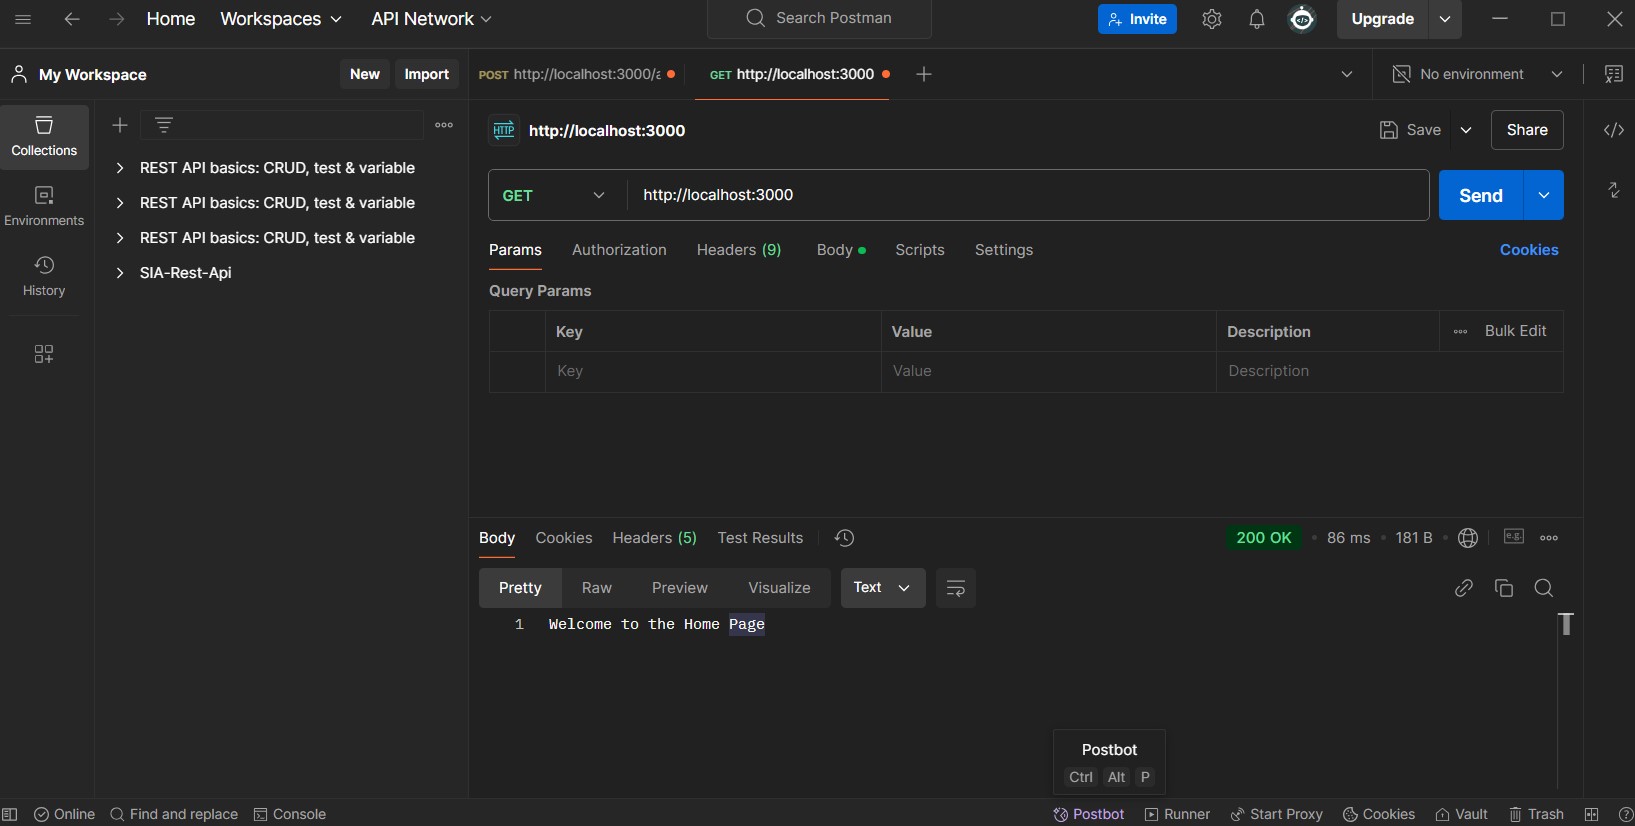 Home Workspaces API Network Search Postman Invite Upgrade
My Workspace New Import POST http://localhost:3000/a GET http://localhost:3000 No environment
Collections
Environments
History
REST API basics: CRUD, test & variable
REST API basics: CRUD, test & variable
REST API basics: CRUD, test & variable
SIA-Rest-Api
HTTP http://localhost:3000 Save Share
GET http://localhost:3000 Send
Params Authorization Headers (9) Body Scripts Settings Cookies
Query Params
Key Value Description Bulk Edit
Key Value Description
Body Cookies Headers (5) Test Results 200 OK 86 ms 181 B e.g.
Pretty Raw Preview Visualize Text
1 Welcome to the Home Page
Postbot
Ctrl Alt P
Online Find and replace Console Postbot Runner Start Proxy Cookies Vault Trash